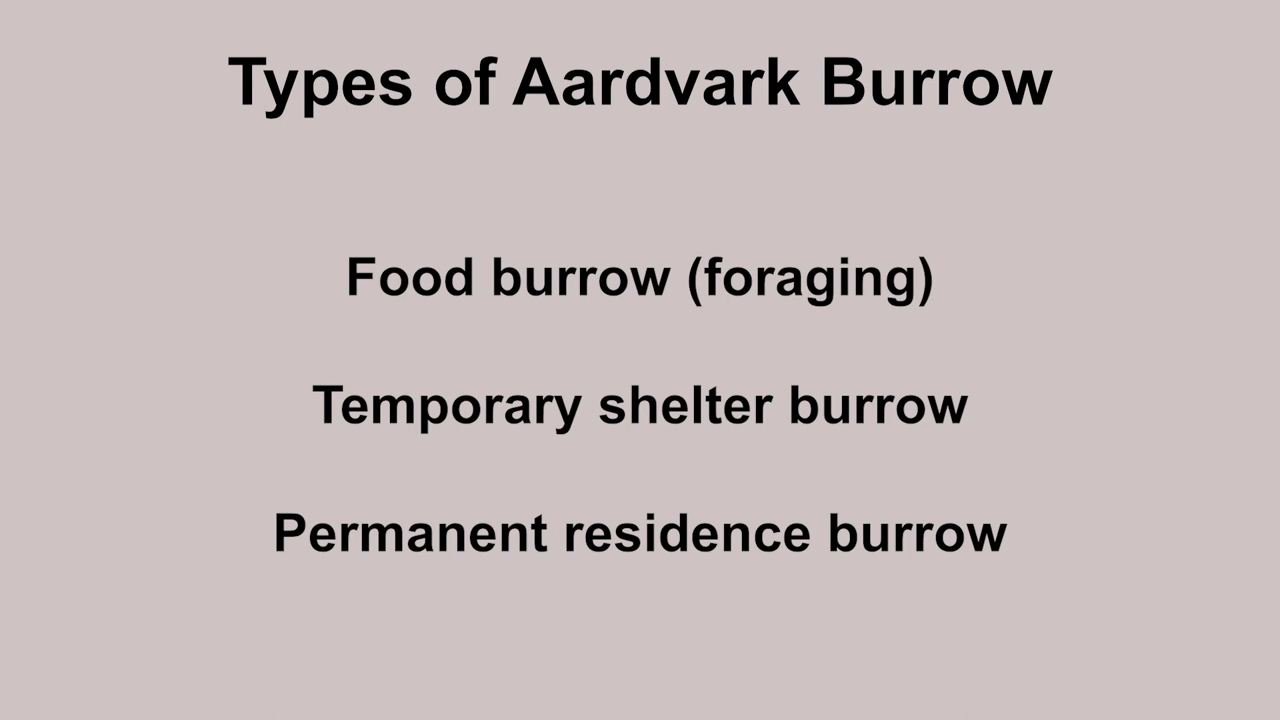 Types of Aardvark Burrow
Food burrow (foraging)
Temporary shelter burrow
Permanent residence burrow